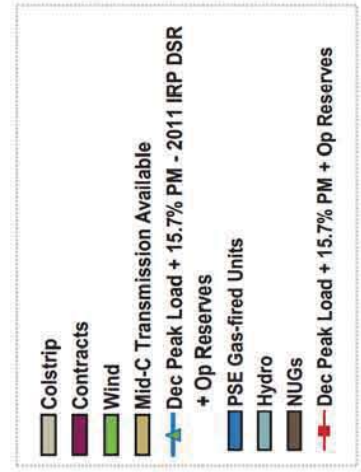 Colstrip
Contracts
Wind
Mid-C Transmission Available
Dec Peak Load + 15.7% PM - 2011 IRP DSR
+ Op Reserves
PSE Gas-fired Units
Hydro
NUGs
Dec Peak Load + 15.7% PM + Op Reserves